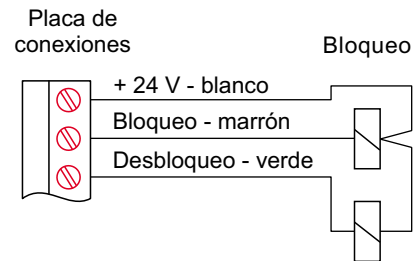 Placa de
conexiones
Bloqueo
+ 24 V - blanco
Bloqueo - marrón
Desbloqueo - verde